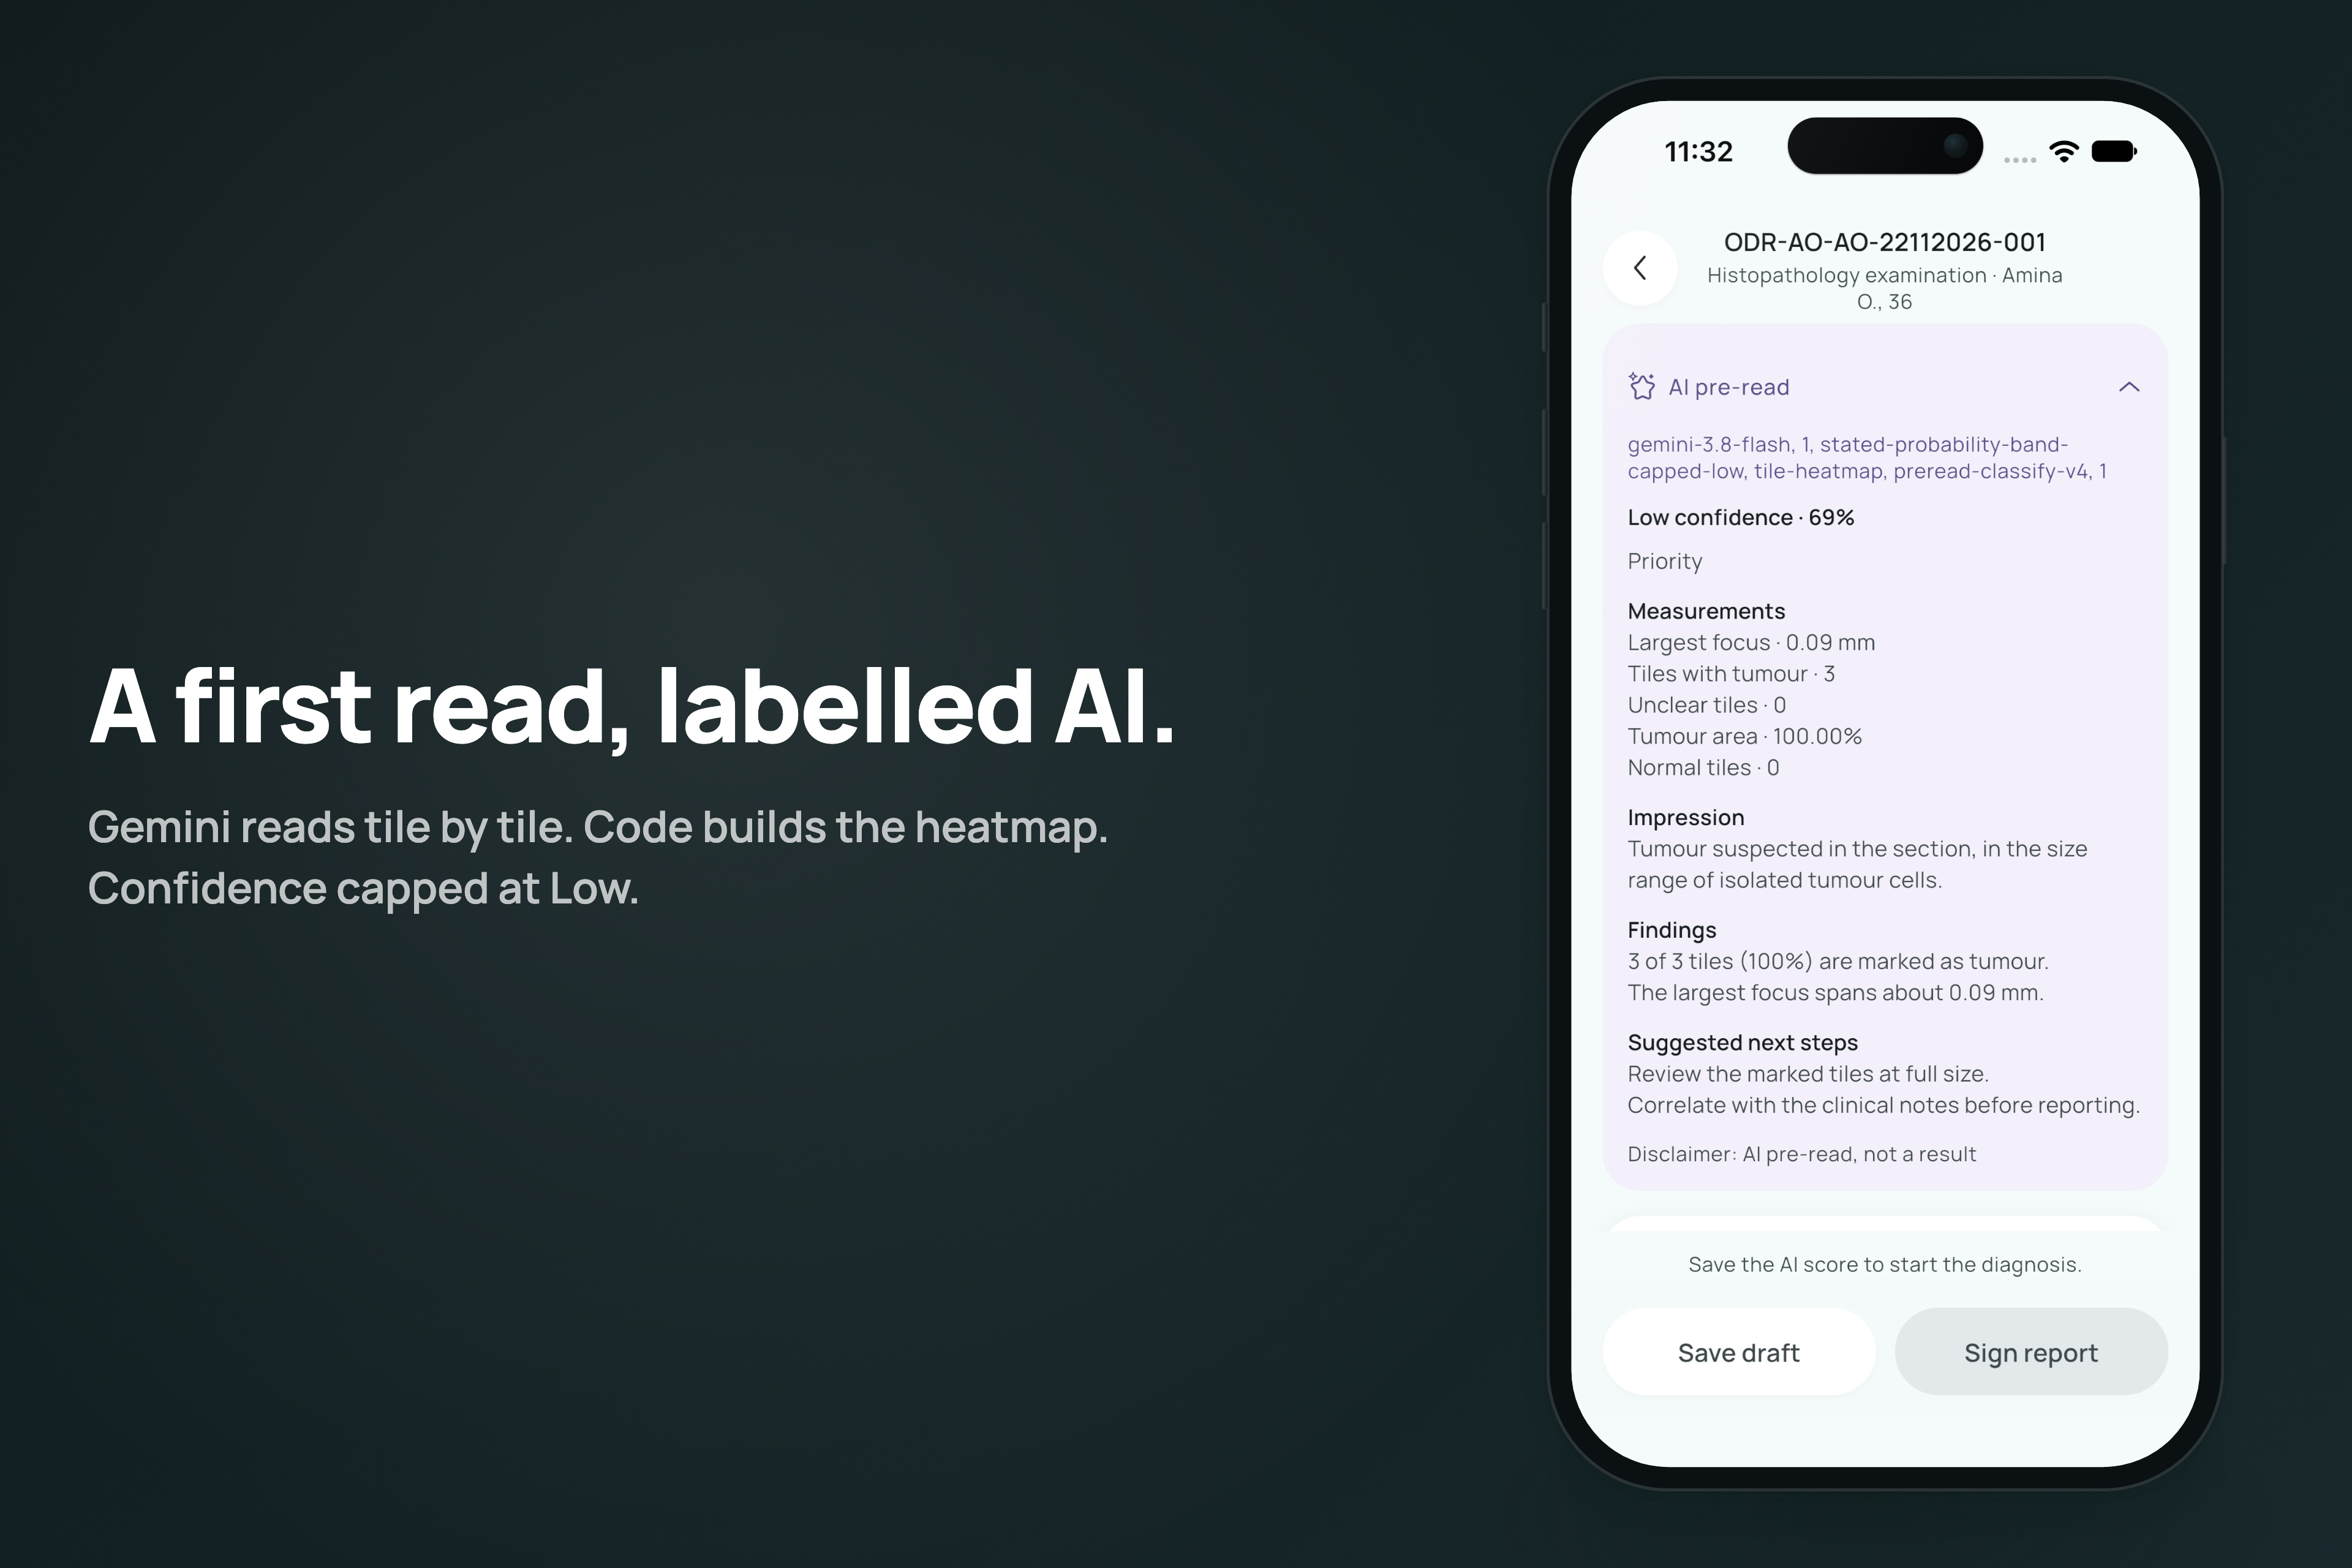 A first read, labelled AI.
Gemini reads tile by tile. Code builds the heatmap.
Confidence capped at Low.
11:32
ODR-AO-AO-22112026-001
Histopathology examination · Amina
O., 36
AI pre-read
gemini-3.8-flash, 1, stated-probability-band-
capped-low, tile-heatmap, preread-classify-v4, 1
Low confidence · 69%
Priority
Measurements
Largest focus · 0.09 mm
Tiles with tumour · 3
Unclear tiles · 0
Tumour area · 100.00%
Normal tiles · 0
Impression
Tumour suspected in the section, in the size
range of isolated tumour cells.
Findings
3 of 3 tiles (100%) are marked as tumour.
The largest focus spans about 0.09 mm.
Suggested next steps
Review the marked tiles at full size.
Correlate with the clinical notes before reporting.
Disclaimer: AI pre-read, not a result
Save the AI score to start the diagnosis.
Save draft
Sign report